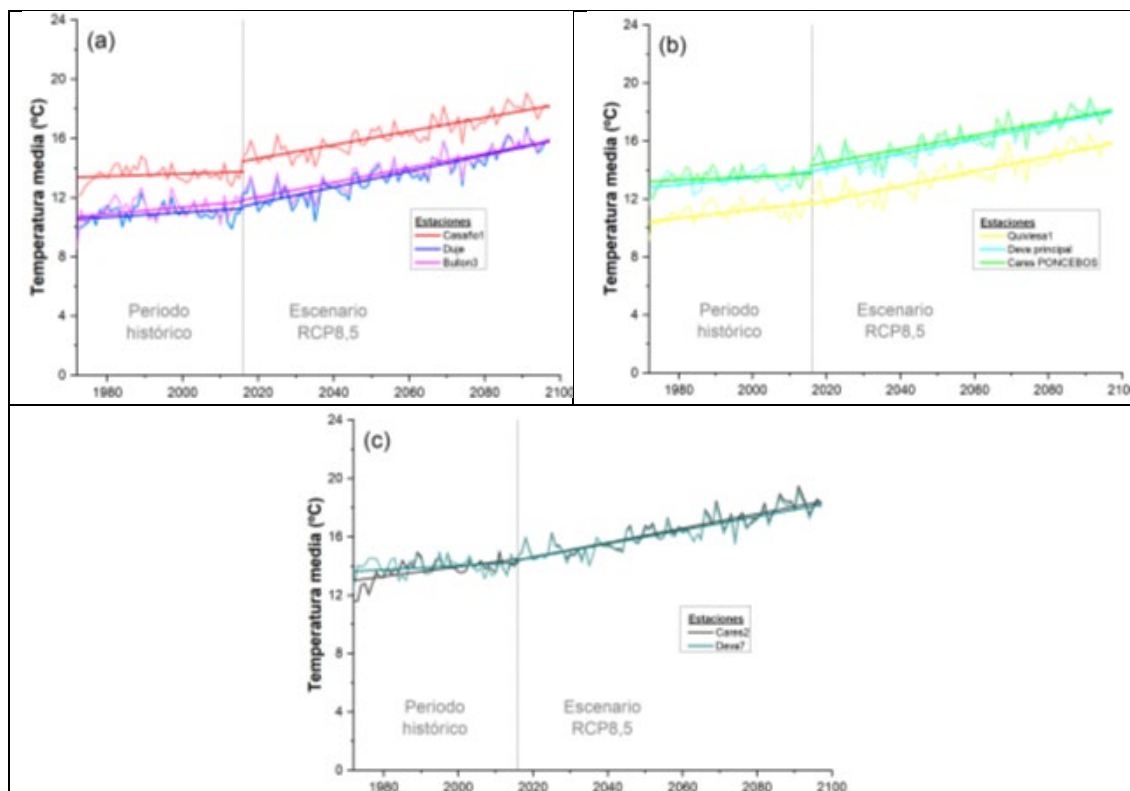 (a)
Temperatura media (ºC)
24
20
16
12
8
4
0
1980 2000 2020 2040 2060 2080 2100
Periodo
histórico
Escenario
RCP8,5
Estaciones
Casaño1
Duje
Bullon3
(b)
Temperatura media (ºC)
24
20
16
12
8
4
0
1980 2000 2020 2040 2060 2080 2100
Periodo
histórico
Escenario
RCP8,5
Estaciones
Quiviesa1
Deva principal
Cares PONCEBOS
(c)
Temperatura media (ºC)
24
20
16
12
8
4
0
1980 2000 2020 2040 2060 2080 2100
Periodo
histórico
Escenario
RCP8,5
Estaciones
Cares2
Deva7